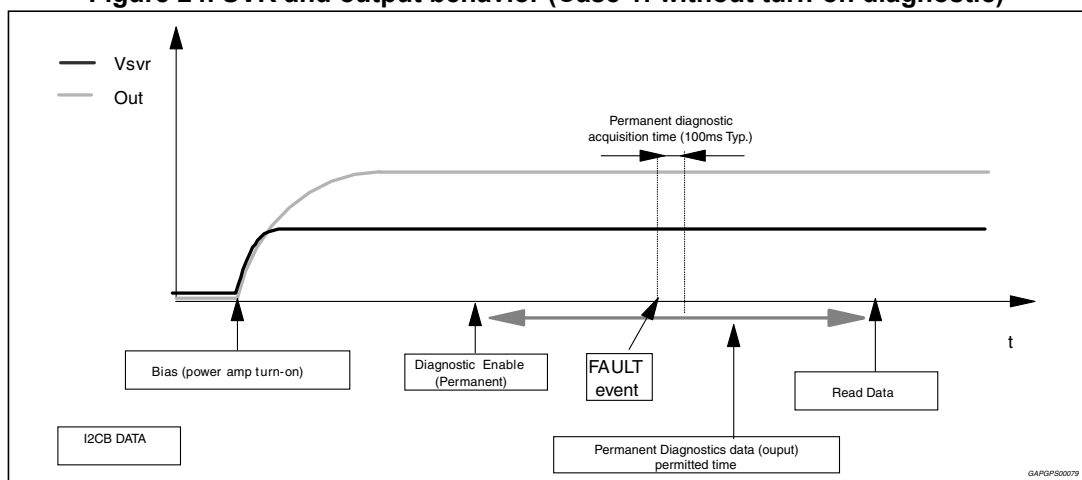 Figure 24. SVR and output behavior (Case 1: without turn-on diagnostic)
Vsvr
Out
Permanent diagnostic
acquisition time (100ms Typ.)
t
Bias (power amp turn-on)
Diagnostic Enable
(Permanent)
FAULT
event
Read Data
I2CB DATA
Permanent Diagnostics data (ouput)
permitted time
GAPGPS00079